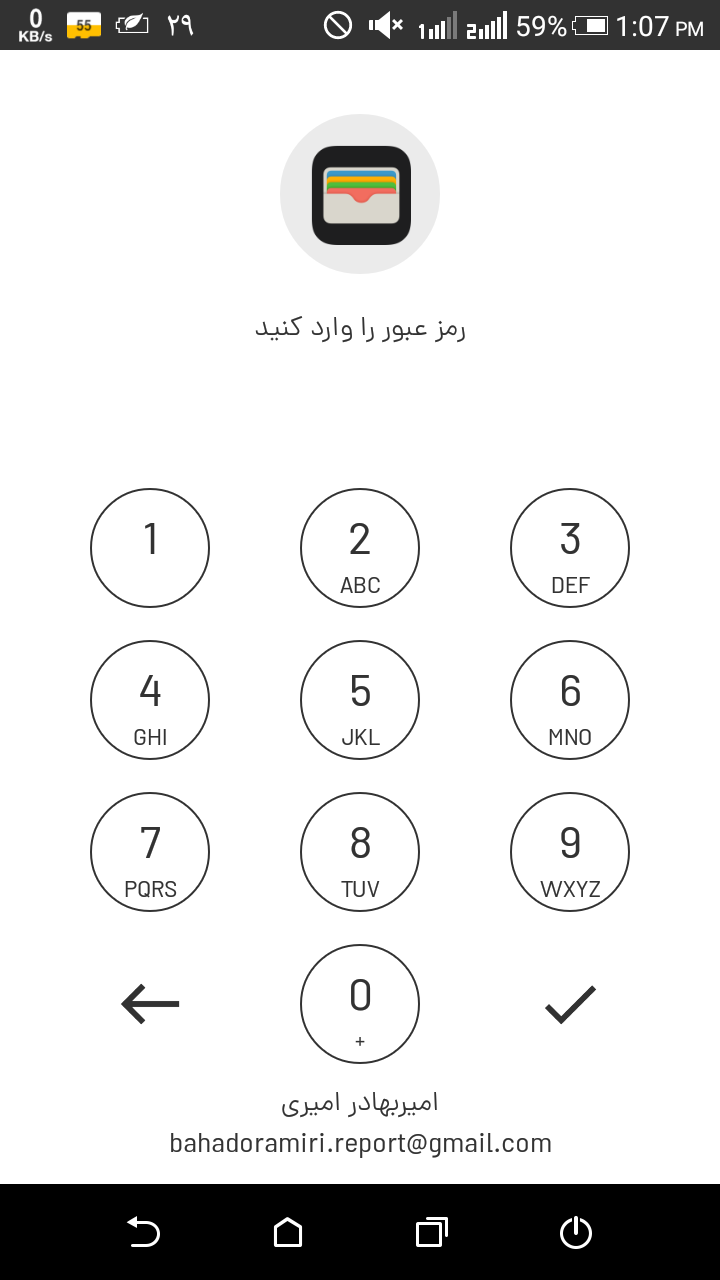 0 KB/s 55 ۲۹ 1 2 59% 1:07 PM
رمز عبور را وارد کنید
1 2 3
ABC DEF
4 5 6
GHI JKL MNO
7 8 9
PQRS TUV WXYZ
0
+
امیربهادر امیری
bahadoramiri.report@gmail.com